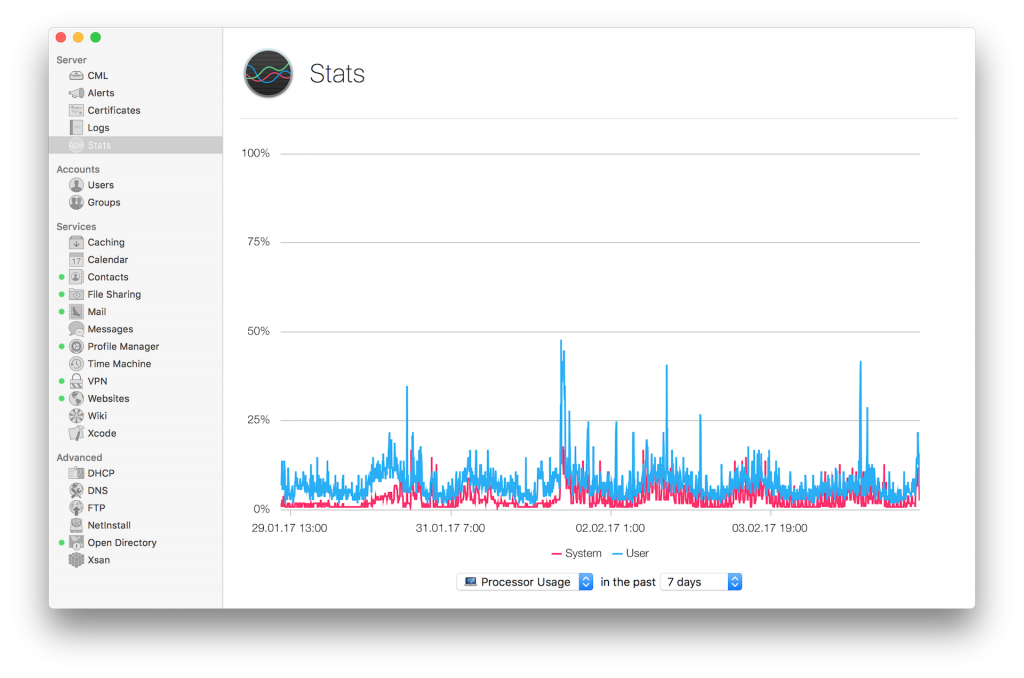 Server
CML
Alerts
Certificates
Logs
Stats
Accounts
Users
Groups
Services
Caching
17 Calendar
Contacts
File Sharing
Mail
Messages
Profile Manager
Time Machine
VPN
Websites
Wiki
Xcode
Advanced
DHCP
DNS
FTP
NetInstall
Open Directory
Xsan
Stats
100%
75%
50%
25%
0%
29.01.17 13:00 31.01.17 7:00 02.02.17 1:00 03.02.17 19:00
System User
Processor Usage in the past 7 days